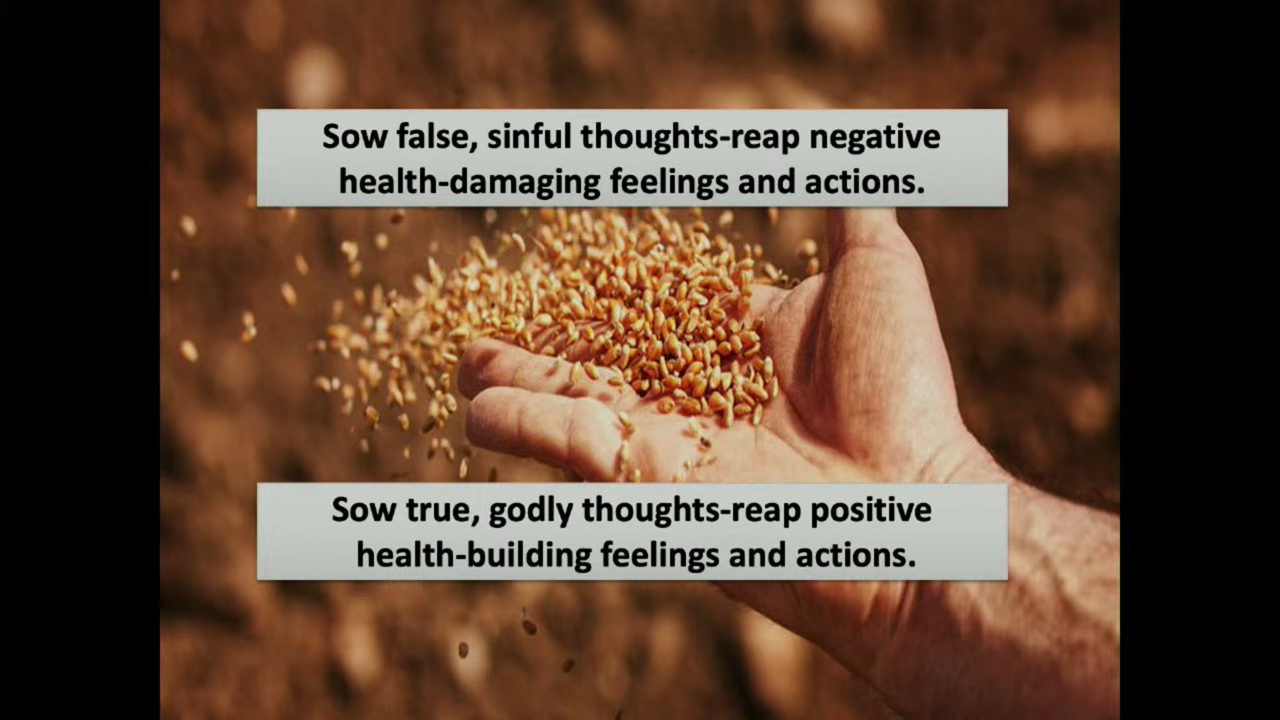 Sow false, sinful thoughts-reap negative
health-damaging feelings and actions.
Sow true, godly thoughts-reap positive
health-building feelings and actions.